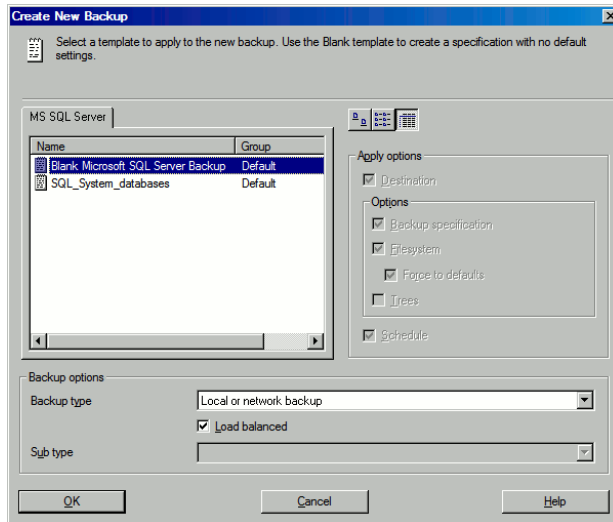 Create New Backup
Select a template to apply to the new backup. Use the Blank template to create a specification with no default
settings.
MS SQL Server
Name Group
Blank Microsoft SQL Server Backup Default
SQL_System_databases Default
Apply options
Destination
Options
Backup specification
Filesystem
Force to defaults
Trees
Schedule
Backup options
Backup type Local or network backup
Load balanced
Sub type
OK Cancel Help